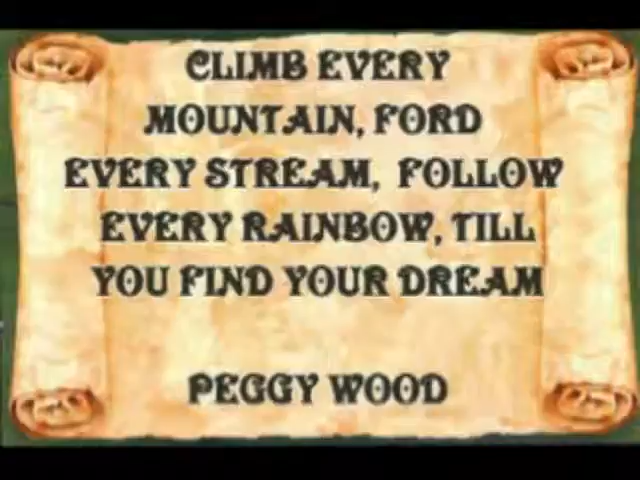 CLIMB EVERY
MOUNTAIN, FORD
EVERY STREAM, FOLLOW
EVERY RAINBOW, TILL
YOU FIND YOUR DREAM
PEGGY WOOD